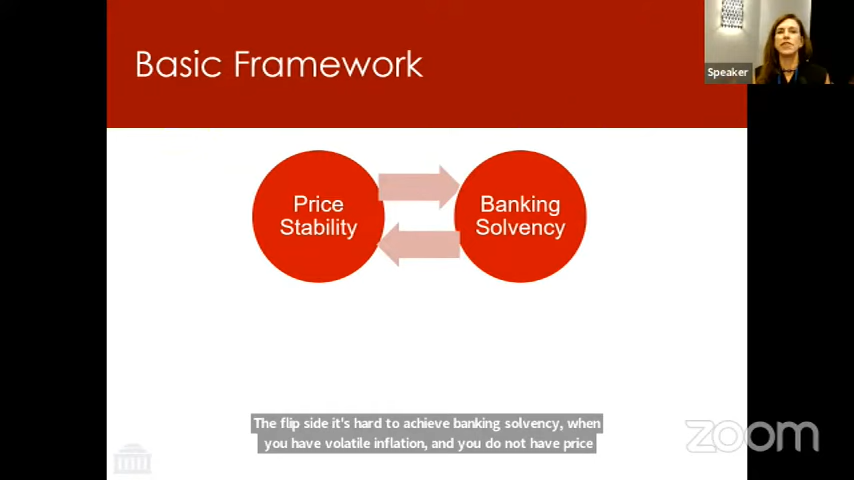 Basic Framework
Speaker
Price
Stability
Banking
Solvency
The flip side it's hard to achieve banking solvency, when
you have volatile inflation, and you do not have price
zoom